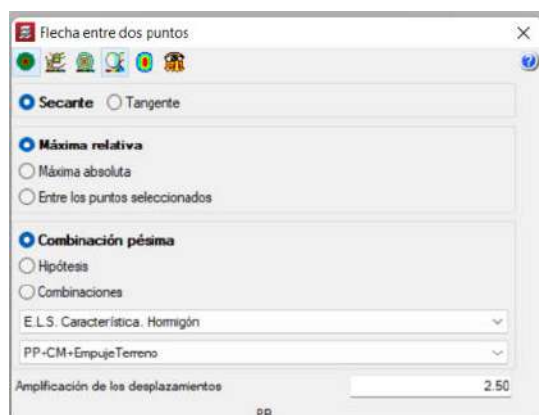 Flecha entre dos puntos
Secante Tangente
Máxima relativa
Máxima absoluta
Entre los puntos seleccionados
Combinación pésima
Hipótesis
Combinaciones
E.L.S. Característica. Hormigón
PP+CM+EmpujeTerreno
Amplificación de los desplazamientos 2.50